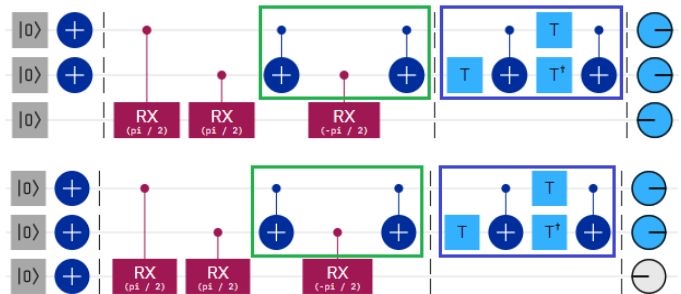 |0⟩
|0⟩ T
T T†
|0⟩ RX RX RX
(pi / 2) (pi / 2) (-pi / 2)
|0⟩ T
|0⟩ T T†
|0⟩ RX RX RX
(pi / 2) (pi / 2) (-pi / 2)